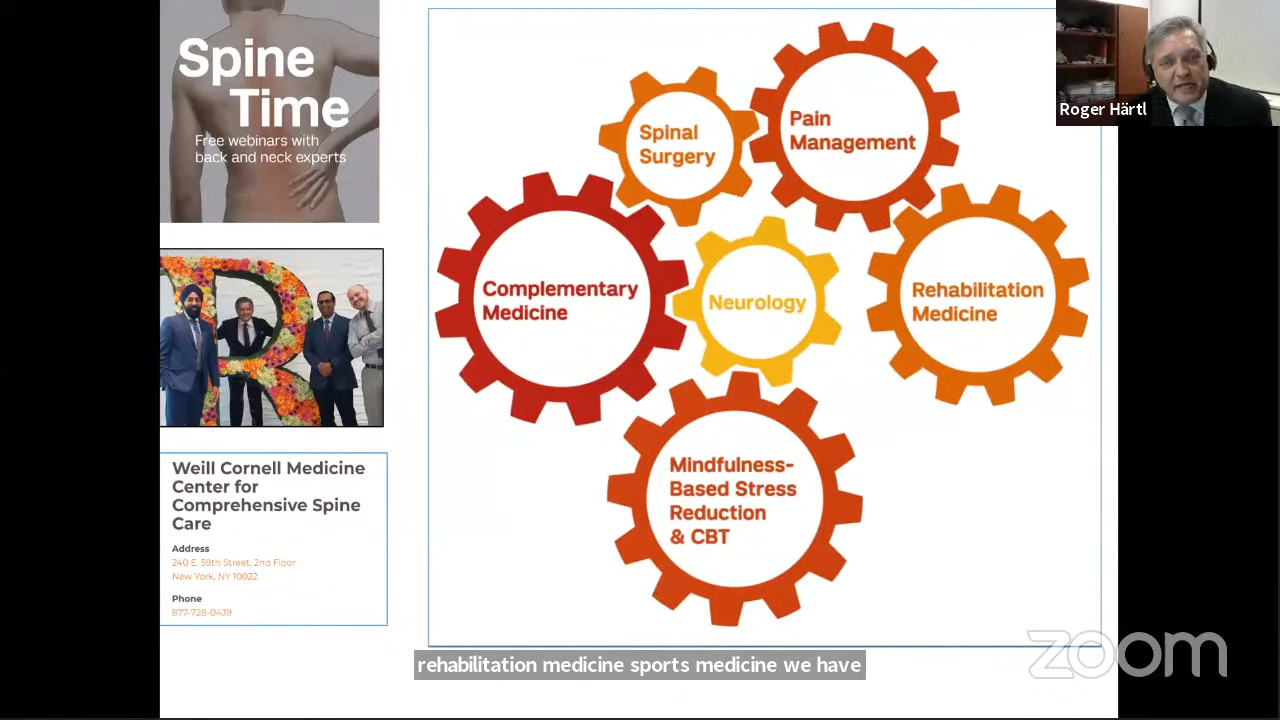 Spine
Time
Free webinars with
back and neck experts
Roger Härtl
Spinal
Surgery
Pain
Management
Complementary
Medicine
Neurology
Rehabilitation
Medicine
Mindfulness-
Based Stress
Reduction
& CBT
Weill Cornell Medicine
Center for
Comprehensive Spine
Care
Address
240 E. 59th Street, 2nd Floor
New York, NY 10022
Phone
877-728-0439
rehabilitation medicine sports medicine we have
zoom